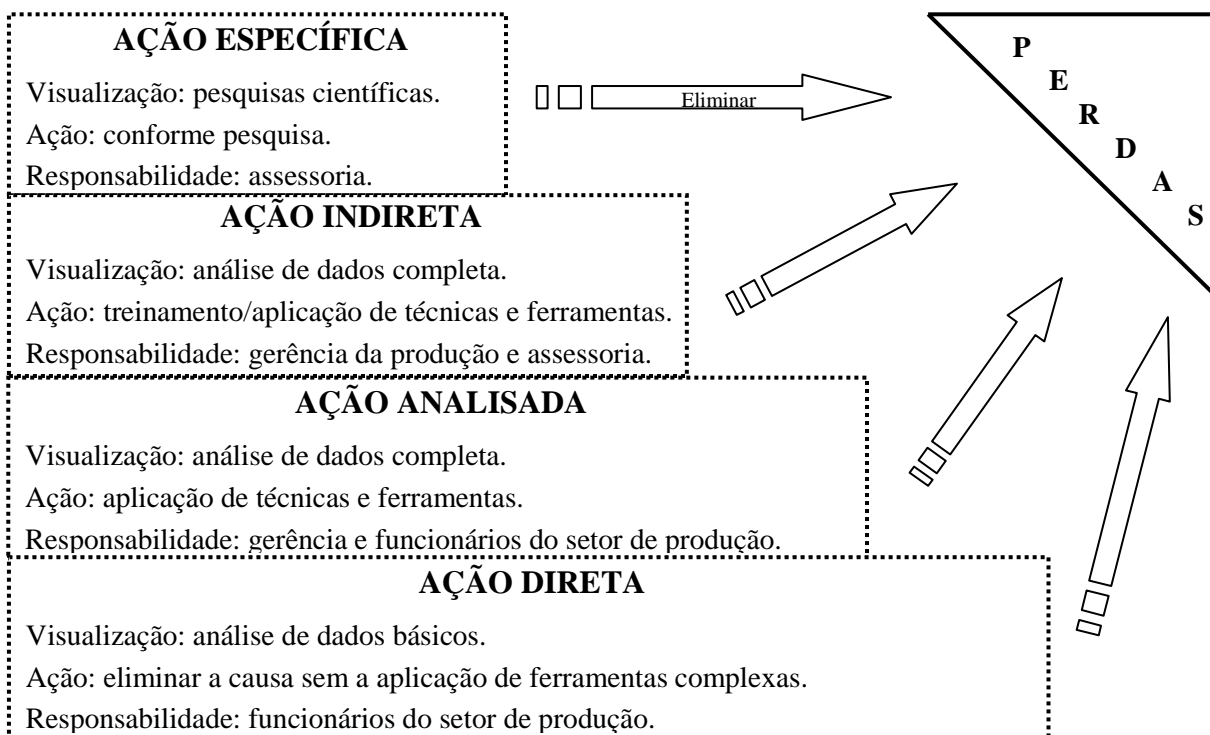 AÇÃO ESPECÍFICA
Visualização: pesquisas científicas.
Ação: conforme pesquisa.
Responsabilidade: assessoria.
Eliminar
P
E
R
D
A
S
AÇÃO INDIRETA
Visualização: análise de dados completa.
Ação: treinamento/aplicação de técnicas e ferramentas.
Responsabilidade: gerência da produção e assessoria.
AÇÃO ANALISADA
Visualização: análise de dados completa.
Ação: aplicação de técnicas e ferramentas.
Responsabilidade: gerência e funcionários do setor de produção.
AÇÃO DIRETA
Visualização: análise de dados básicos.
Ação: eliminar a causa sem a aplicação de ferramentas complexas.
Responsabilidade: funcionários do setor de produção.